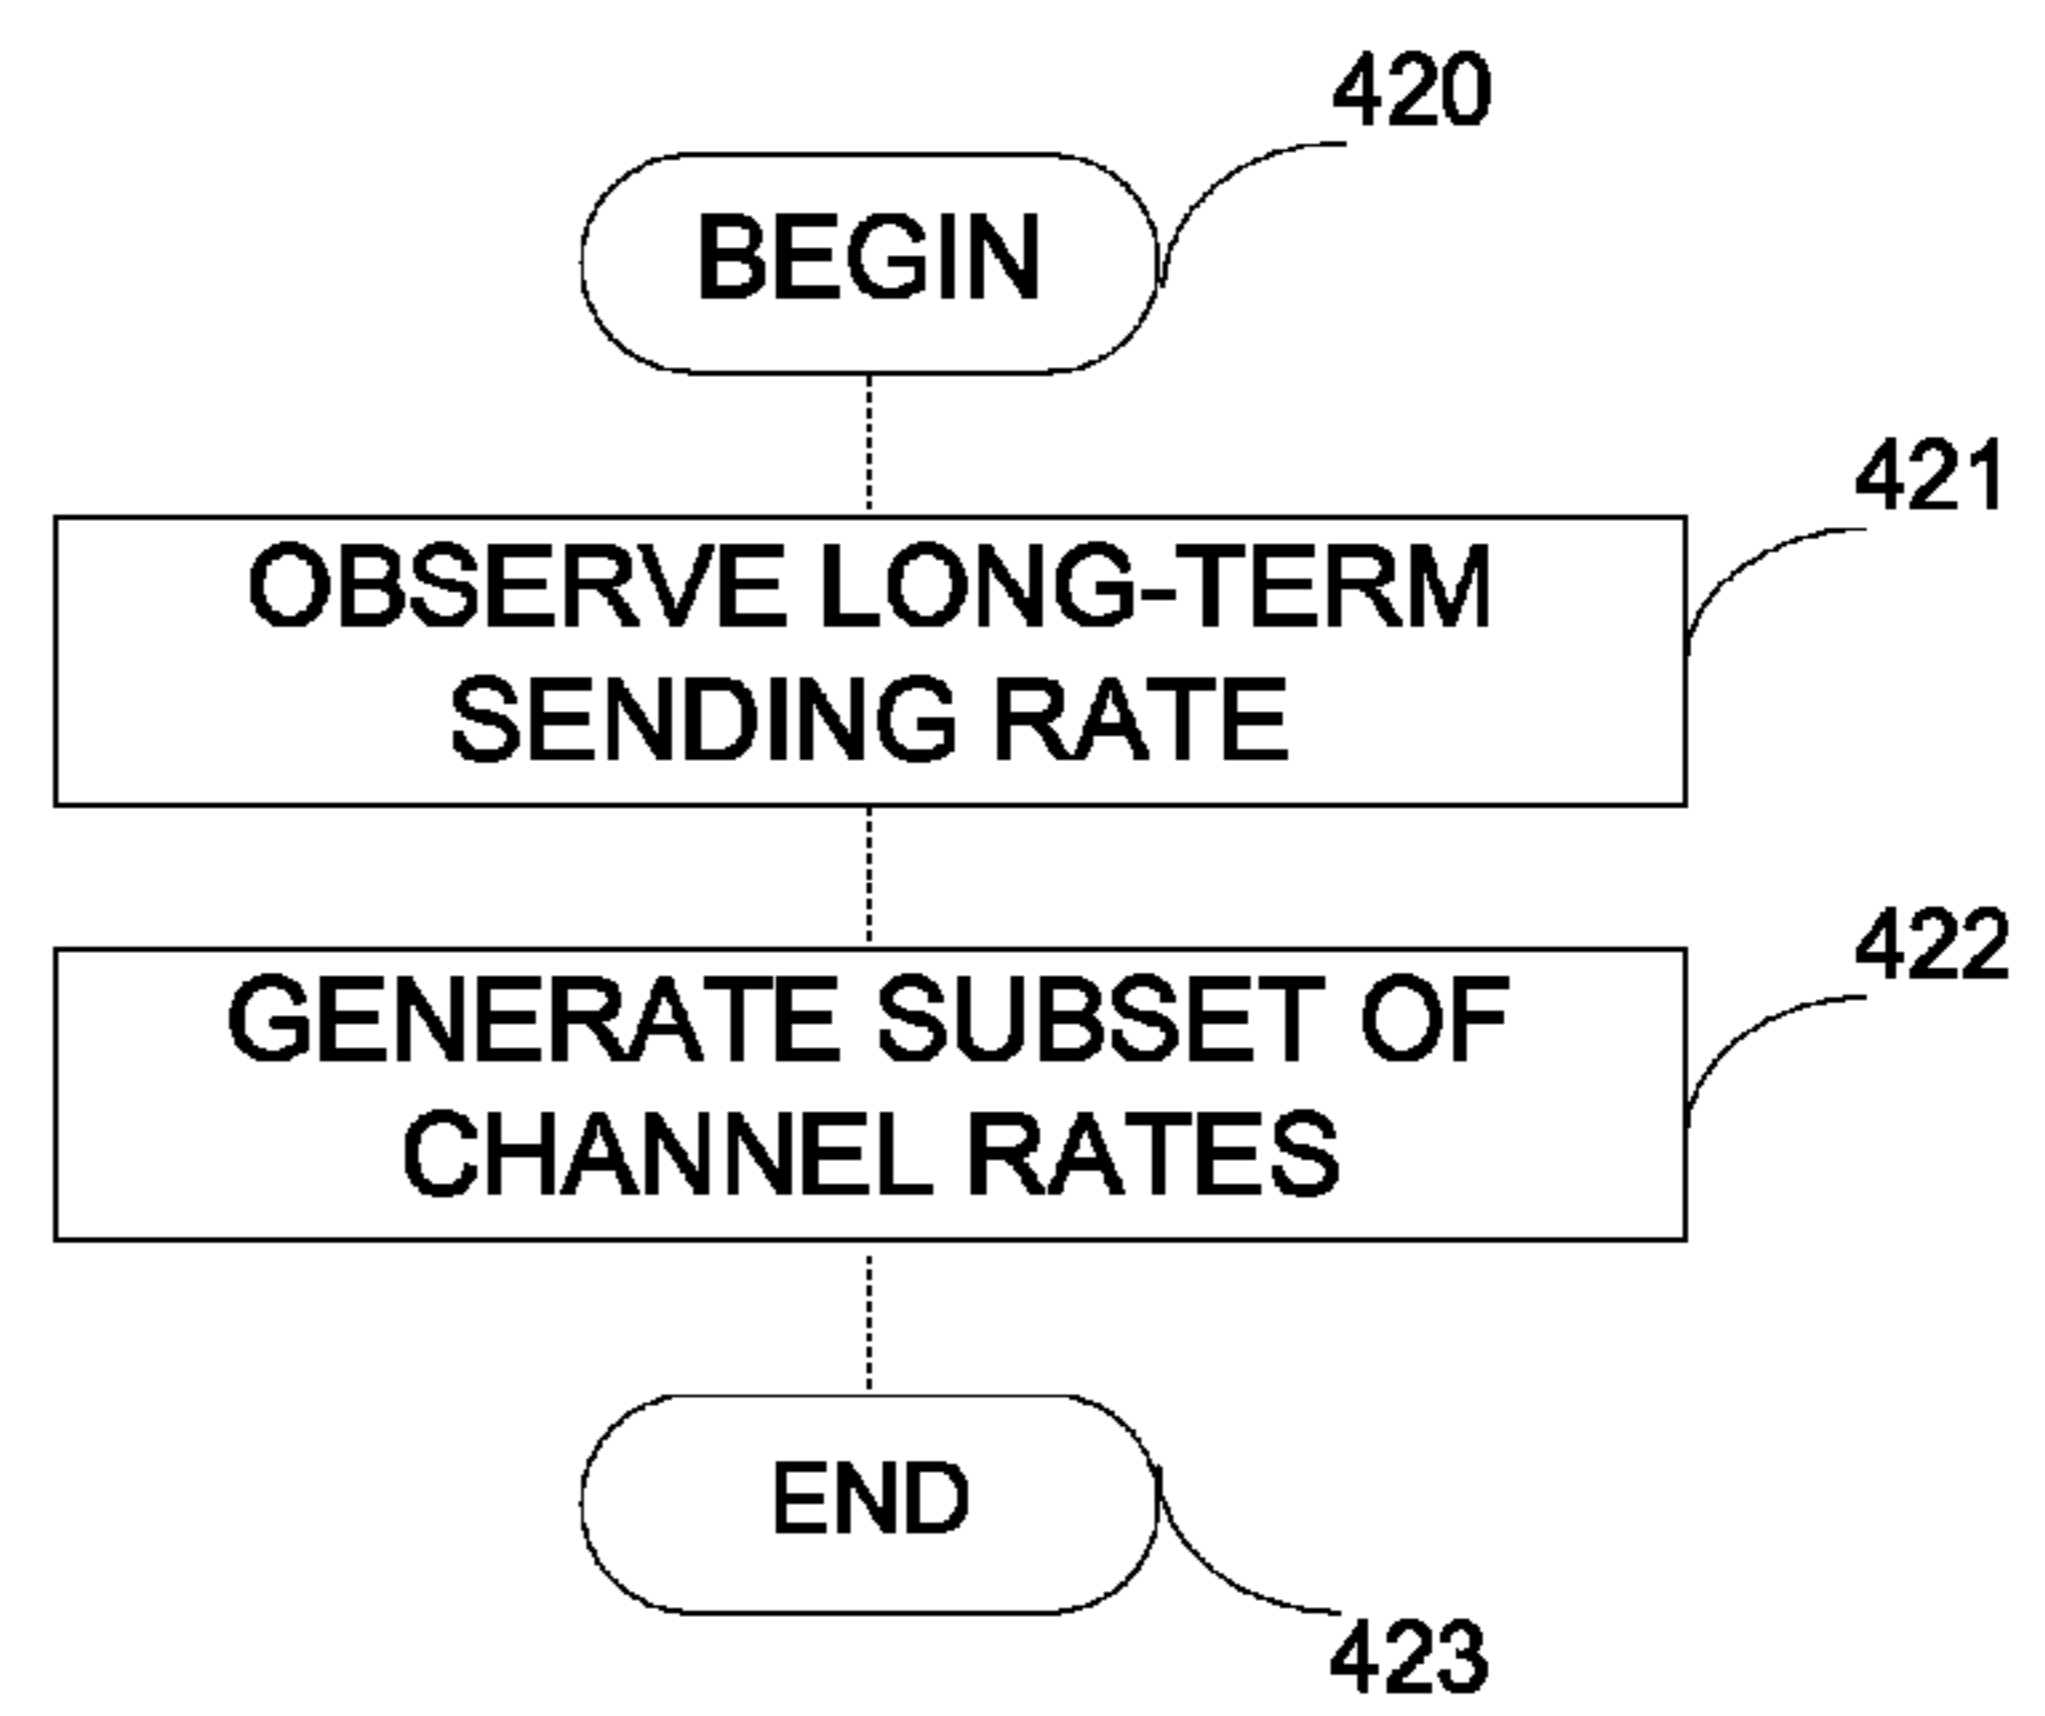 420
BEGIN
421
OBSERVE LONG-TERM
SENDING RATE
422
GENERATE SUBSET OF
CHANNEL RATES
END
423